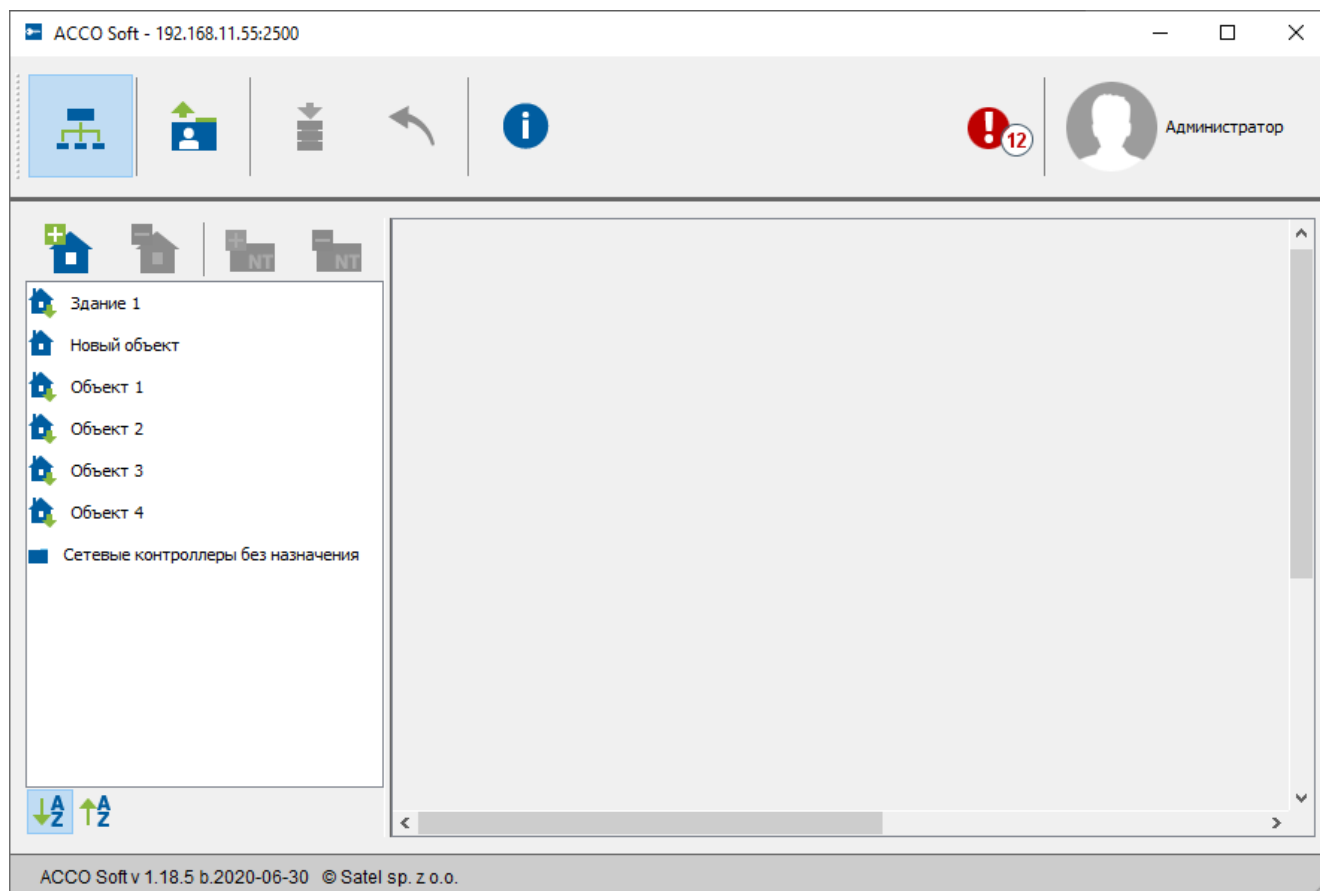 ACCO Soft - 192.168.11.55:2500
12
Администратор
NT
NT
Здание 1
Новый объект
Объект 1
Объект 2
Объект 3
Объект 4
Сетевые контроллеры без назначения
AZ
AZ
ACCO Soft v 1.18.5 b.2020-06-30 © Satel sp. z o.o.